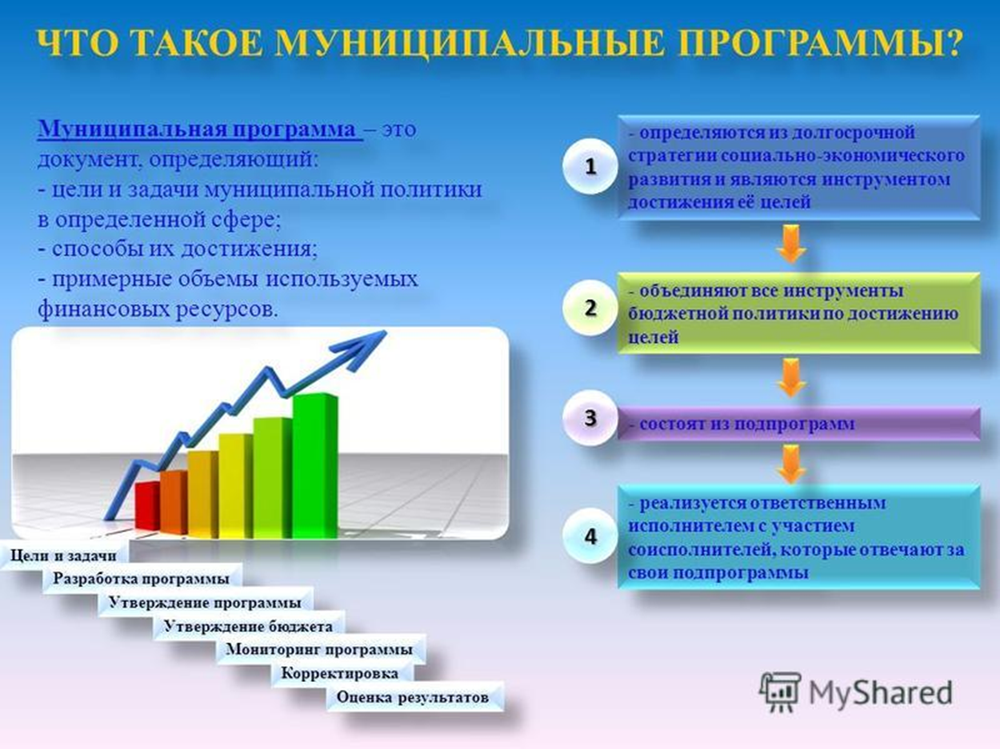 ЧТО ТАКОЕ МУНИЦИПАЛЬНЫЕ ПРОГРАММЫ?
Муниципальная программа – это
документ, определяющий:
- цели и задачи муниципальной политики
в определенной сфере;
- способы их достижения;
- примерные объемы используемых
финансовых ресурсов.
1
- определяются из долгосрочной
стратегии социально-экономического
развития и являются инструментом
достижения её целей
2
- объединяют все инструменты
бюджетной политики по достижению
целей
3
- состоят из подпрограмм
4
- реализуется ответственным
исполнителем с участием
соисполнителей, которые отвечают за
свои подпрограммы
Цели и задачи
Разработка программы
Утверждение программы
Утверждение бюджета
Мониторинг программы
Корректировка
Оценка результатов
MyShared